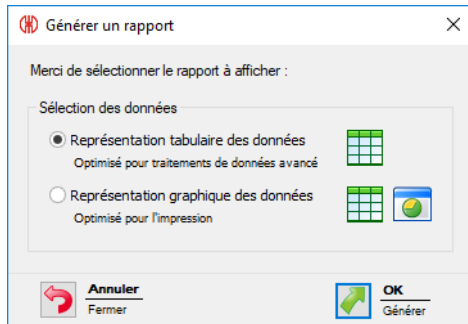 Générer un rapport
Merci de sélectionner le rapport à afficher :
Sélection des données
Représentation tabulaire des données
Optimisé pour traitements de données avancé
Représentation graphique des données
Optimisé pour l'impression
Annuler
Fermer
OK
Générer